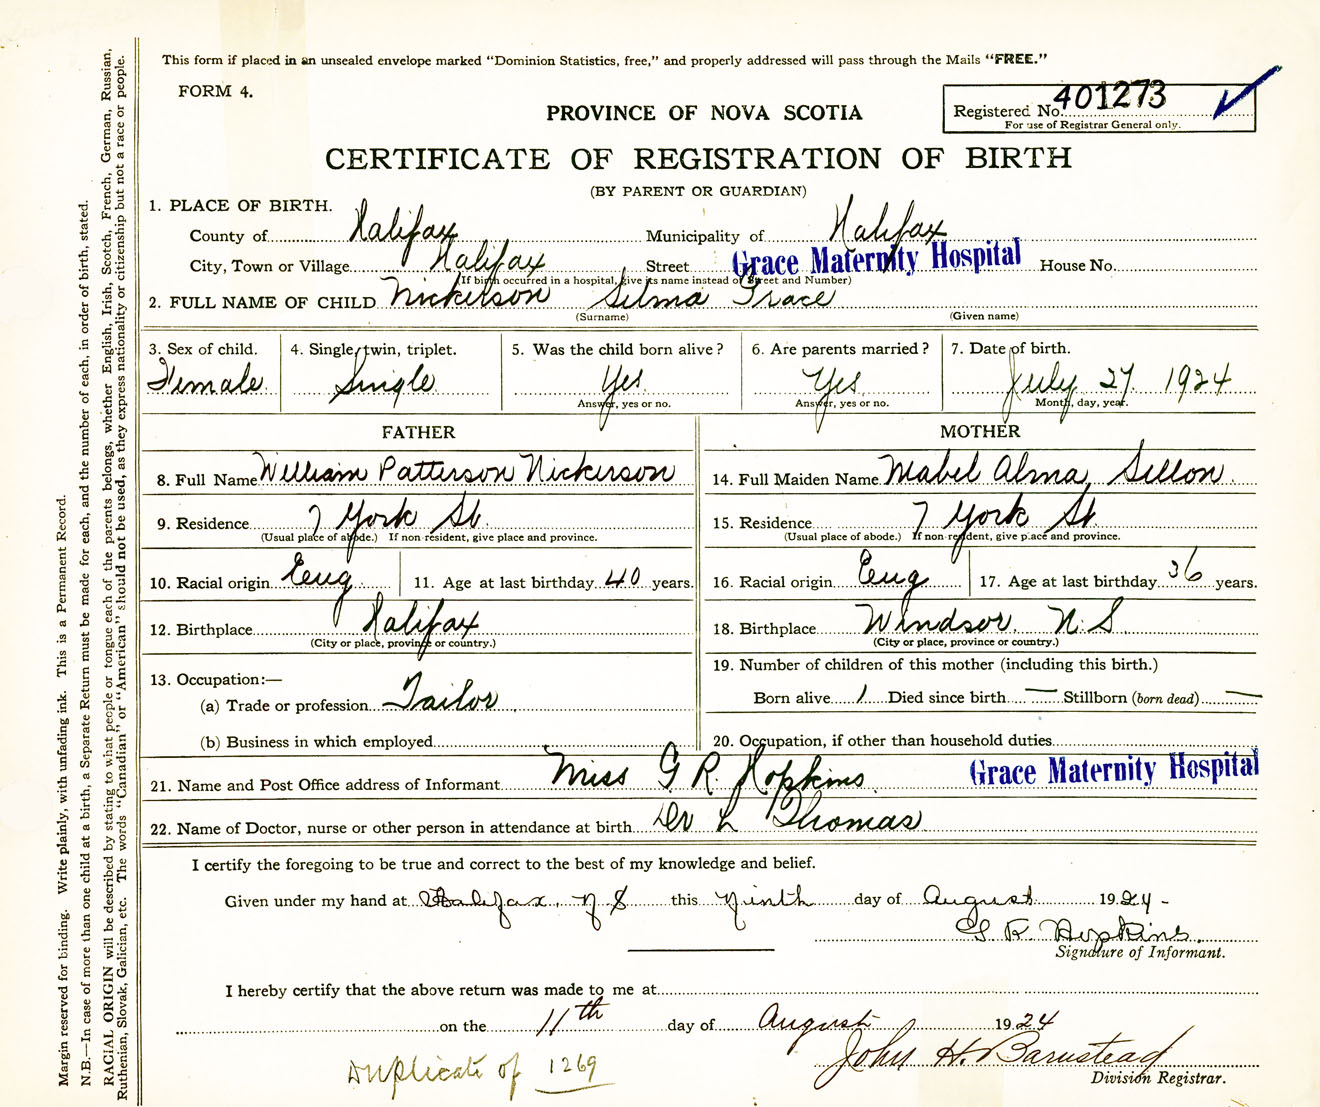 This form if placed in an unsealed envelope marked "Dominion Statistics, free," and properly addressed will pass through the Mails "FREE."
FORM 4.
Registered No. 401273
For use of Registrar General only.
PROVINCE OF NOVA SCOTIA
CERTIFICATE OF REGISTRATION OF BIRTH
(BY PARENT OR GUARDIAN)
1. PLACE OF BIRTH.
County of Halifax Municipality of Halifax
City, Town or Village Halifax Street Grace Maternity Hospital House No.
(If birth occurred in a hospital, give its name instead of Street and Number)
2. FULL NAME OF CHILD Nickerson Selma Grace
(Surname) (Given name)
3. Sex of child. 4. Single, twin, triplet. 5. Was the child born alive? 6. Are parents married? 7. Date of birth.
Female Single Yes Yes July 27 1924
Answer, yes or no. Answer, yes or no. Month, day, year.
FATHER MOTHER
8. Full Name William Patterson Nickerson 14. Full Maiden Name Mabel Alma Sellon
9. Residence 7 York St. 15. Residence 7 York St.
(Usual place of abode.) If non-resident, give place and province. (Usual place of abode.) If non-resident, give place and province.
10. Racial origin Eng 11. Age at last birthday 40 years. 16. Racial origin Eng 17. Age at last birthday 36 years.
12. Birthplace Halifax 18. Birthplace Windsor N.S
(City or place, province or country.) (City or place, province or country.)
13. Occupation:— 19. Number of children of this mother (including this birth.)
(a) Trade or profession Tailor Born alive 1 Died since birth — Stillborn (born dead) —
(b) Business in which employed 20. Occupation, if other than household duties
21. Name and Post Office address of Informant Miss G R. Hopkins Grace Maternity Hospital
22. Name of Doctor, nurse or other person in attendance at birth Dr L Thomas
I certify the foregoing to be true and correct to the best of my knowledge and belief.
Given under my hand at Halifax, N S this Ninth day of August 1924-
G R Hopkins.
Signature of Informant.
I hereby certify that the above return was made to me at
on the 11th day of August 1924
John H. Barnstead
Division Registrar.
Duplicate of 1269
Margin reserved for binding. Write plainly, with unfading ink. This is a Permanent Record.
N.B.—In case of more than one child at a birth, a Separate Return must be made for each, and the number of each, in order of birth, stated.
RACIAL ORIGIN will be described by stating to what people or tongue each of the parents belongs, whether English, Irish, Scotch, French, German, Russian,
Ruthenian, Slovak, Galician, etc. The words "Canadian" or "American" should not be used, as they express nationality or citizenship but not a race or people.